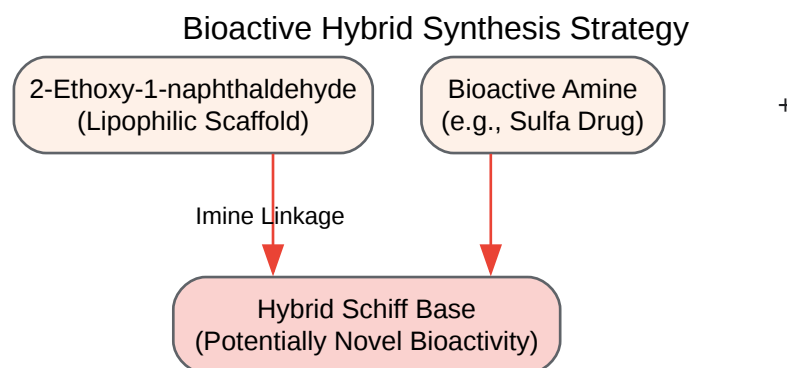 Bioactive Hybrid Synthesis Strategy
2-Ethoxy-1-naphthaldehyde
(Lipophilic Scaffold)
Bioactive Amine
(e.g., Sulfa Drug)
+
Imine Linkage
Hybrid Schiff Base
(Potentially Novel Bioactivity)